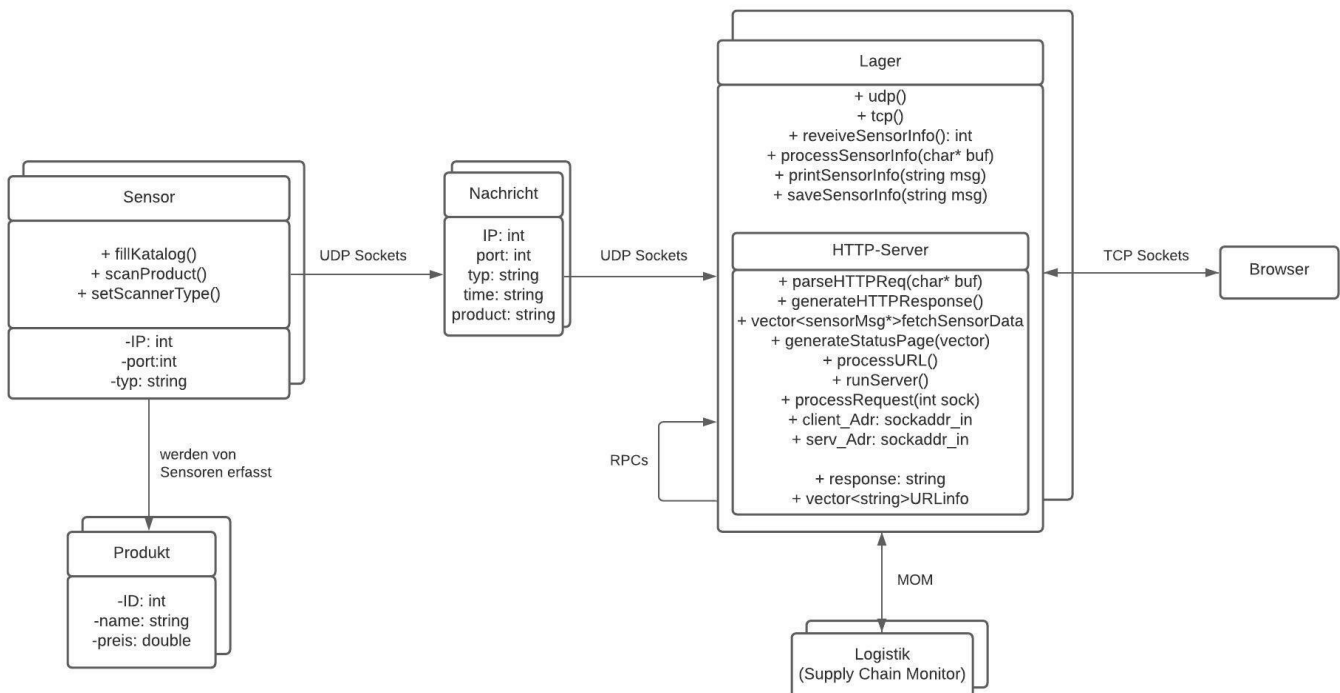 Sensor
+ fillKatalog()
+ scanProduct()
+ setScannerType()
-IP: int
-port:int
-typ: string
werden von
Sensoren erfasst
Produkt
-ID: int
-name: string
-preis: double
UDP Sockets
Nachricht
IP: int
port: int
typ: string
time: string
product: string
UDP Sockets
Lager
+ udp()
+ tcp()
+ reveiveSensorInfo(): int
+ processSensorInfo(char* buf)
+ printSensorInfo(string msg)
+ saveSensorInfo(string msg)
HTTP-Server
+ parseHTTPReq(char* buf)
+ generateHTTPResponse()
+ vector<sensorMsg*>fetchSensorData
+ generateStatusPage(vector)
+ processURL()
+ runServer()
+ processRequest(int sock)
+ client_Adr: sockaddr_in
+ serv_Adr: sockaddr_in
+ response: string
+ vector<string>URLinfo
RPCs
TCP Sockets
Browser
MOM
Logistik
(Supply Chain Monitor)